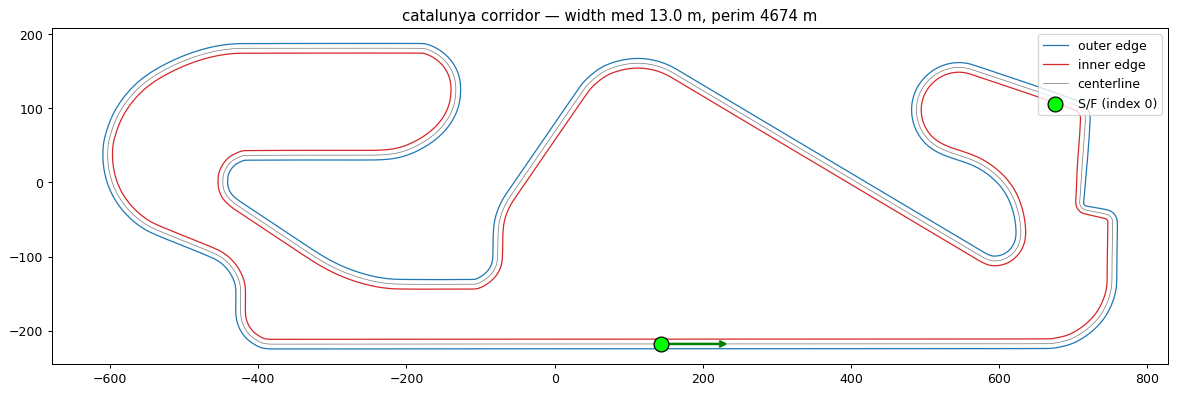 catalunya corridor — width med 13.0 m, perim 4674 m
outer edge
inner edge
centerline
S/F (index 0)
200
100
0
−100
−200
−600
−400
−200
0
200
400
600
800